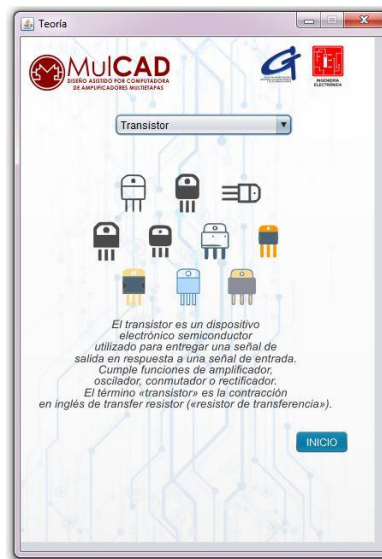 Teoría
MulCAD
DISEÑO ASISTIDO POR COMPUTADORA
DE AMPLIFICADORES MULTIETAPAS
INGENIERÍA
ELECTRÓNICA
Transistor
El transistor es un dispositivo
electrónico semiconductor
utilizado para entregar una señal de
salida en respuesta a una señal de entrada.
Cumple funciones de amplificador,
oscilador, conmutador o rectificador.
El término «transistor» es la contracción
en inglés de transfer resistor («resistor de transferencia»).
INICIO